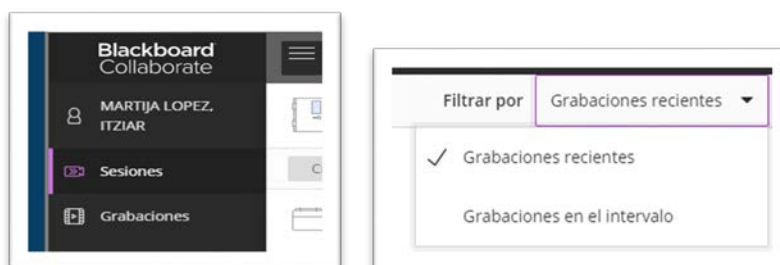 Blackboard
Collaborate
MARTIJA LOPEZ,
ITZIAR
Sesiones
Grabaciones
Filtrar por Grabaciones recientes
Grabaciones recientes
Grabaciones en el intervalo